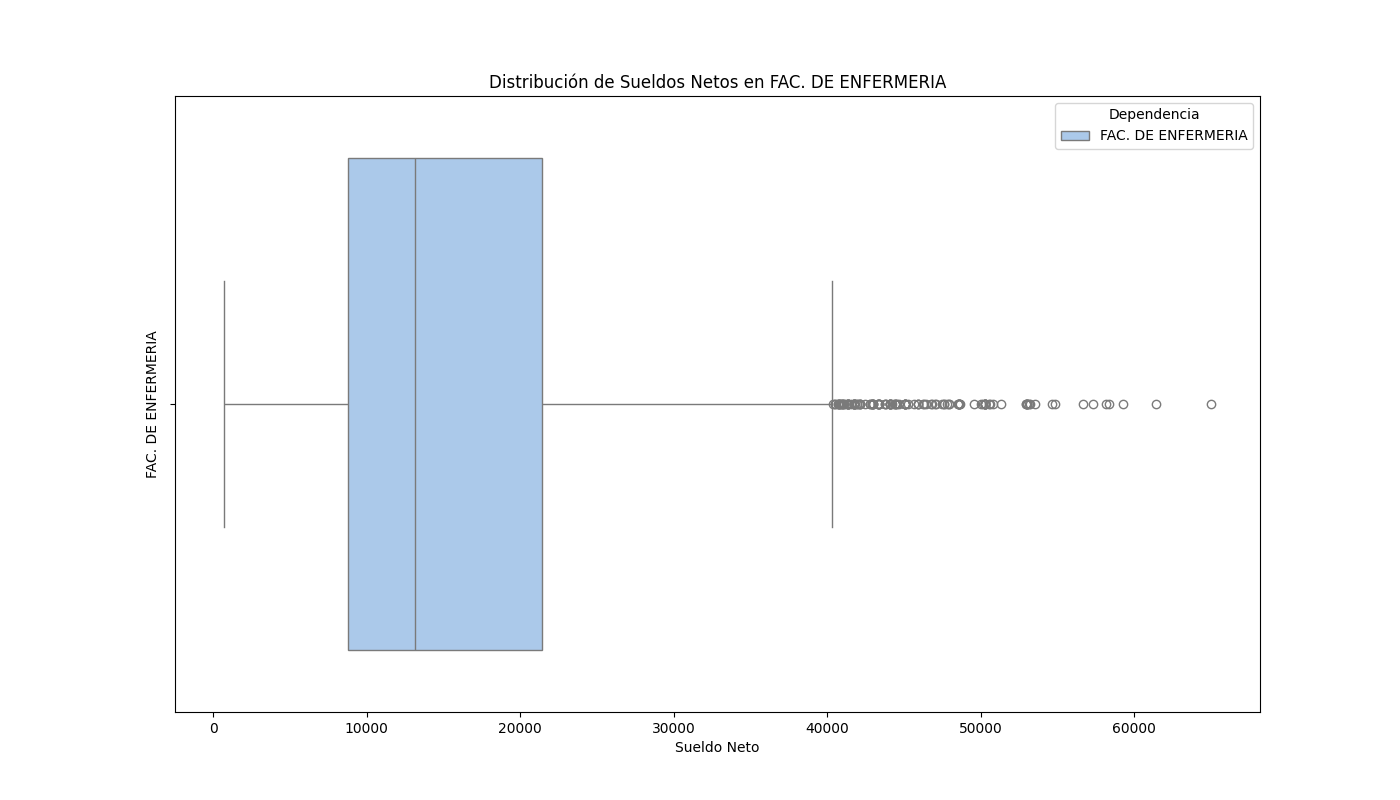 Distribución de Sueldos Netos en FAC. DE ENFERMERIA
Dependencia
FAC. DE ENFERMERIA
FAC. DE ENFERMERIA
0 10000 20000 30000 40000 50000 60000
Sueldo Neto